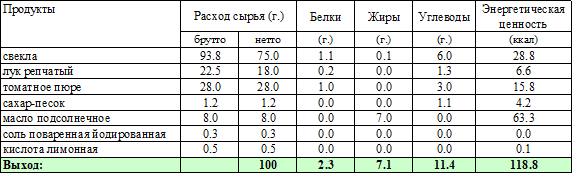 Продукты Расход сырья (г.) Белки Жиры Углеводы Энергетическая ценность
брутто нетто (г.) (г.) (г.) (ккал)
свекла 93.8 75.0 1.1 0.1 6.0 28.8
лук репчатый 22.5 18.0 0.2 0.0 1.3 6.6
томатное пюре 28.0 28.0 1.0 0.0 3.0 15.8
сахар-песок 1.2 1.2 0.0 0.0 1.1 4.2
масло подсолнечное 8.0 8.0 0.0 7.0 0.0 63.3
соль поваренная йодированная 0.3 0.3 0.0 0.0 0.0 0.0
кислота лимонная 0.5 0.5 0.0 0.0 0.0 0.1
Выход: 100 2.3 7.1 11.4 118.8